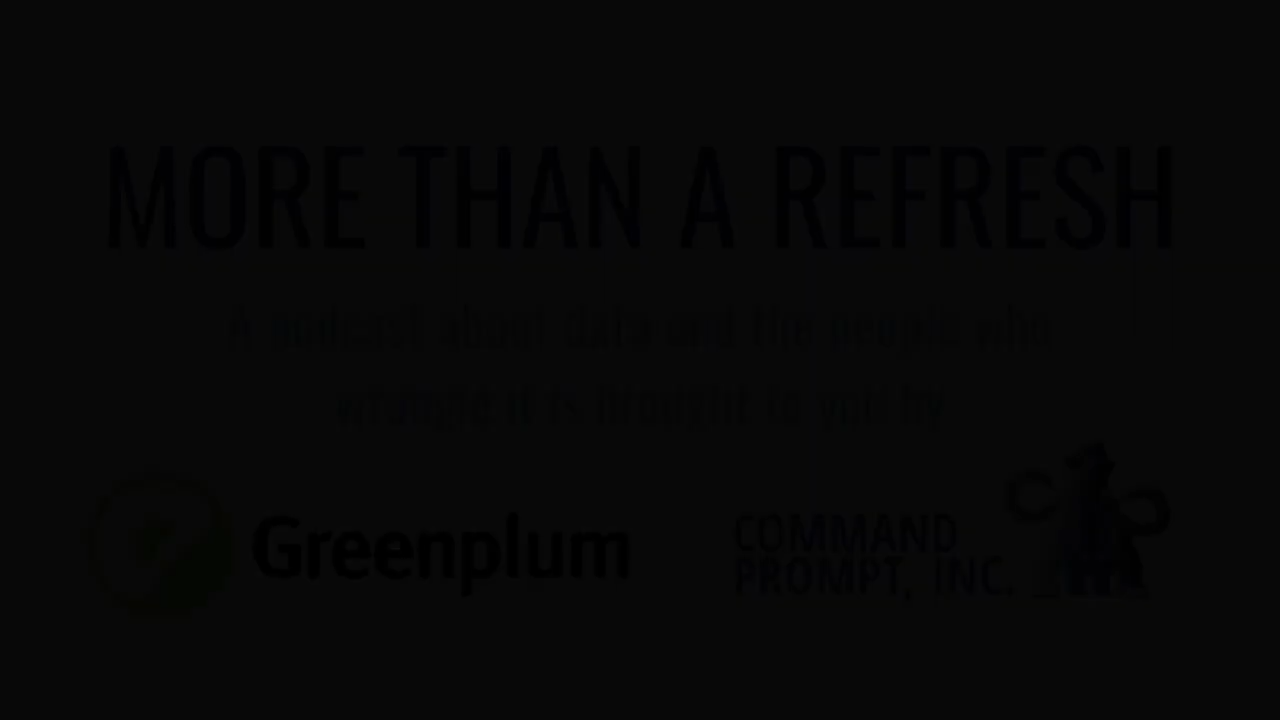 MORE THAN A REFRESH
A podcast about data and the people who
wrangle it is brought to you by
Greenplum
COMMAND
PROMPT, INC.